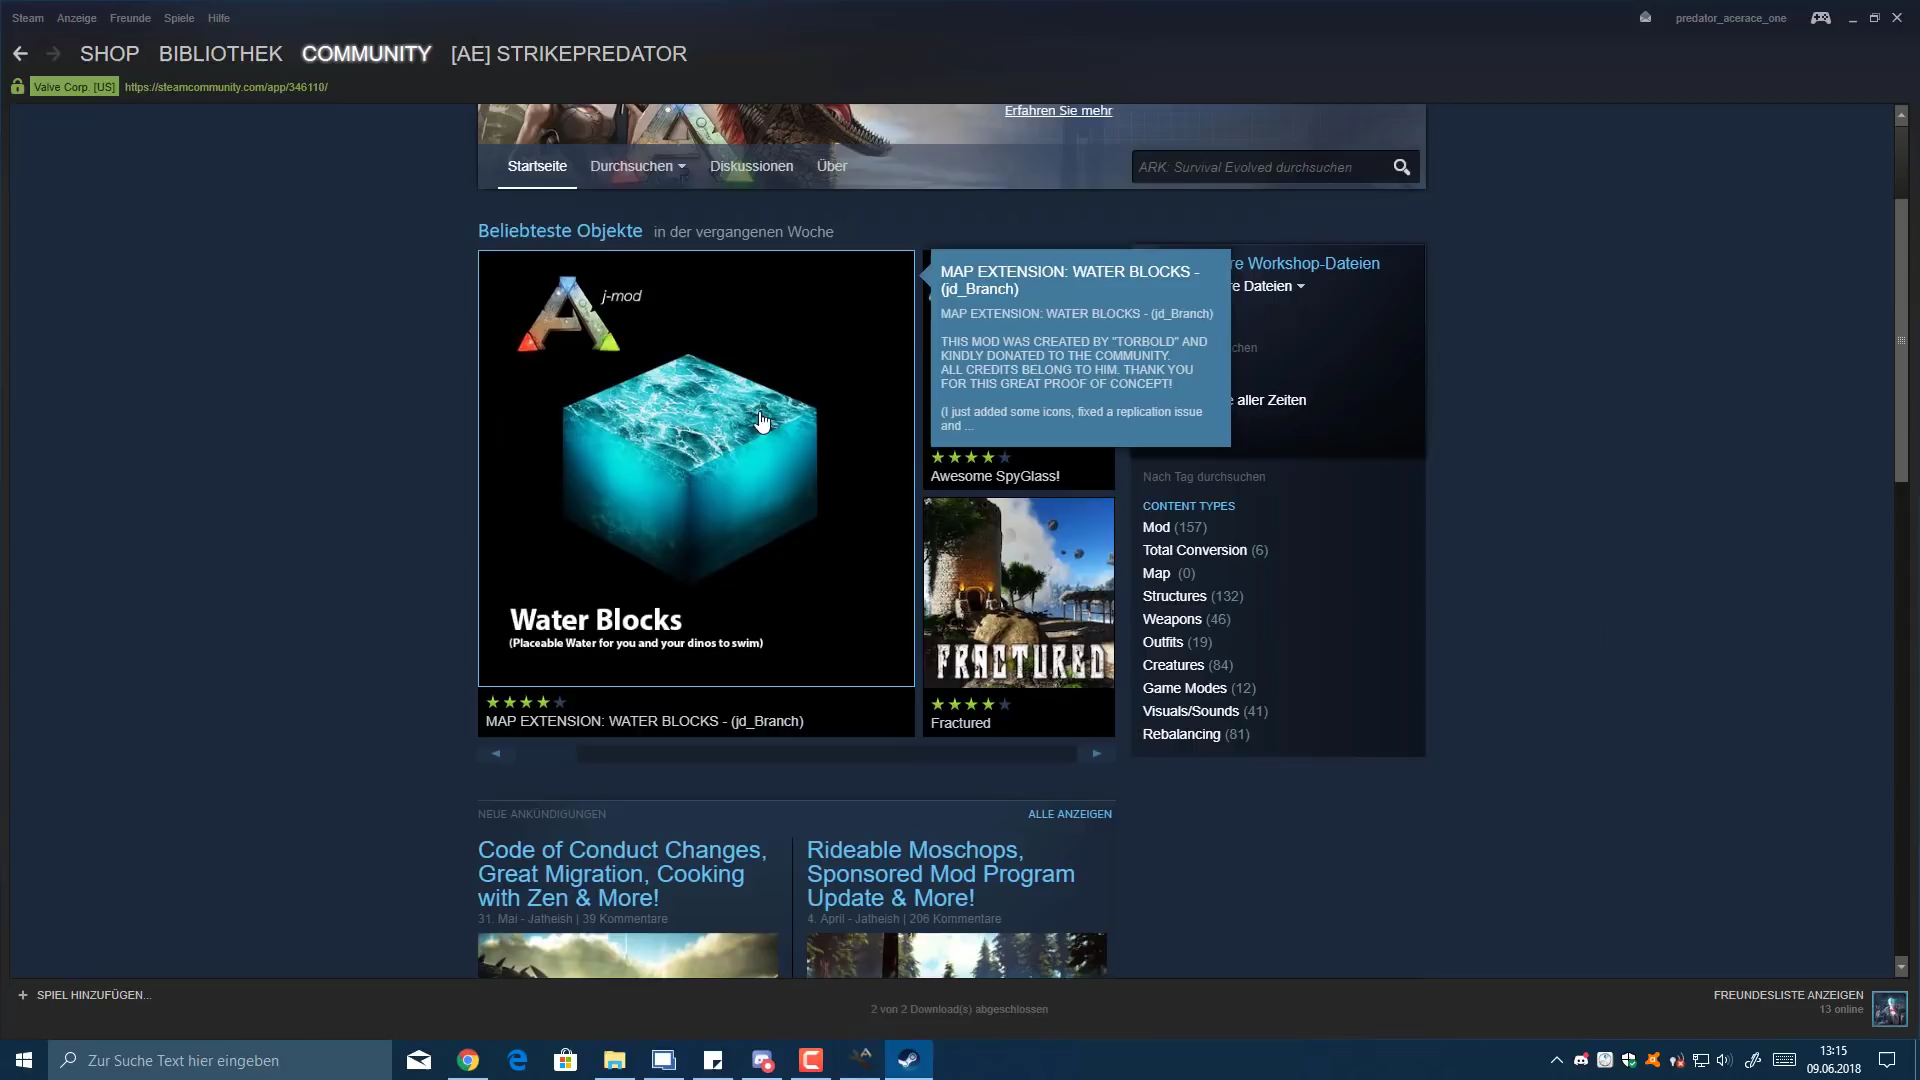 Steam Anzeige Freunde Spiele Hilfe
predator_acerace_one
SHOP BIBLIOTHEK COMMUNITY [AE] STRIKEPREDATOR
Valve Corp. [US] https://steamcommunity.com/app/346110/
Erfahren Sie mehr
Startseite Durchsuchen Diskussionen Über
ARK: Survival Evolved durchsuchen
Beliebteste Objekte in der vergangenen Woche
j-mod
Water Blocks
(Placeable Water for you and your dinos to swim)
MAP EXTENSION: WATER BLOCKS - (jd_Branch)
MAP EXTENSION: WATER BLOCKS -
(jd_Branch)
MAP EXTENSION: WATER BLOCKS - (jd_Branch)
THIS MOD WAS CREATED BY "TORBOLD" AND
KINDLY DONATED TO THE COMMUNITY.
ALL CREDITS BELONG TO HIM. THANK YOU
FOR THIS GREAT PROOF OF CONCEPT!
(I just added some icons, fixed a replication issue
and ...
Awesome SpyGlass!
FRACTURED
Fractured
re Workshop-Dateien
re Dateien
chen
e aller Zeiten
Nach Tag durchsuchen
CONTENT TYPES
Mod (157)
Total Conversion (6)
Map (0)
Structures (132)
Weapons (46)
Outfits (19)
Creatures (84)
Game Modes (12)
Visuals/Sounds (41)
Rebalancing (81)
NEUE ANKÜNDIGUNGEN ALLE ANZEIGEN
Code of Conduct Changes,
Great Migration, Cooking
with Zen & More!
31. Mai - Jatheish | 39 Kommentare
Rideable Moschops,
Sponsored Mod Program
Update & More!
4. April - Jatheish | 206 Kommentare
+ SPIEL HINZUFÜGEN...
2 von 2 Download(s) abgeschlossen
FREUNDESLISTE ANZEIGEN
13 online
Zur Suche Text hier eingeben
13:15
09.06.2018